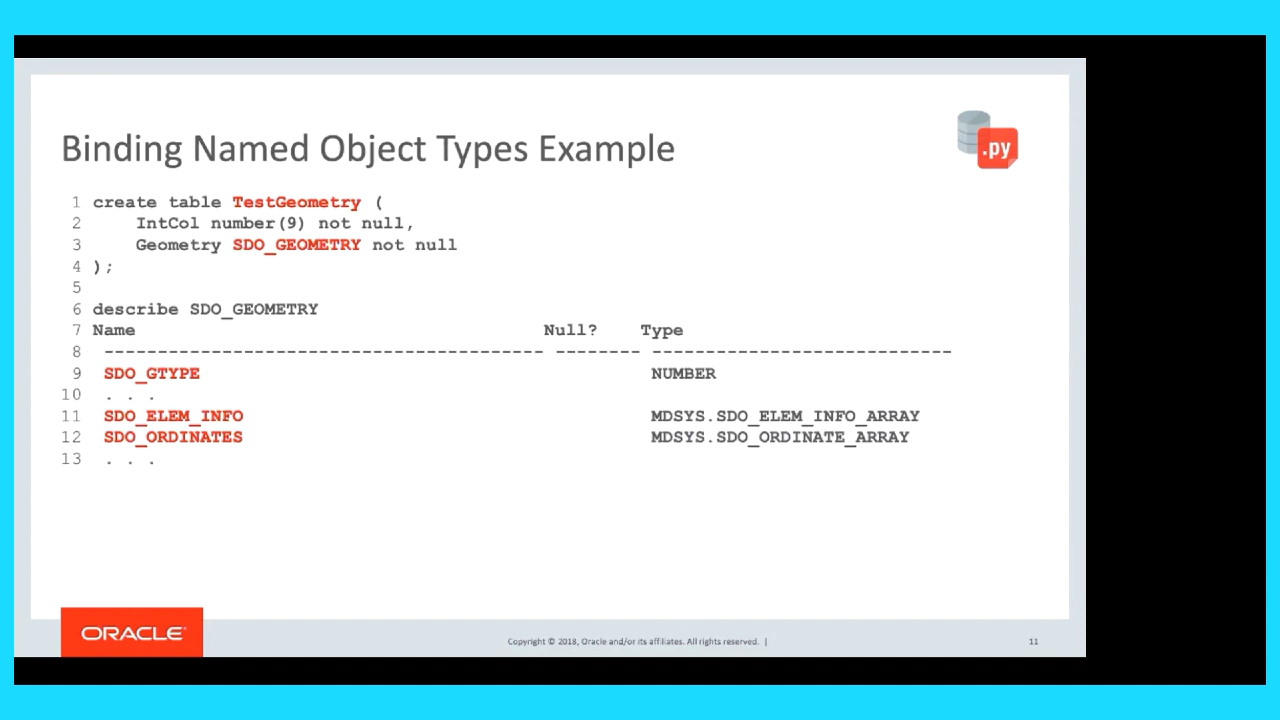 Binding Named Object Types Example
.py
1 create table TestGeometry (
2     IntCol number(9) not null,
3     Geometry SDO_GEOMETRY not null
4 );
5
6 describe SDO_GEOMETRY
7 Name                                      Null?    Type
8  ----------------------------------------- -------- ----------------------------
9  SDO_GTYPE                                          NUMBER
10  . . .
11  SDO_ELEM_INFO                                      MDSYS.SDO_ELEM_INFO_ARRAY
12  SDO_ORDINATES                                      MDSYS.SDO_ORDINATE_ARRAY
13  . . .
ORACLE
Copyright © 2018, Oracle and/or its affiliates. All rights reserved. |
11